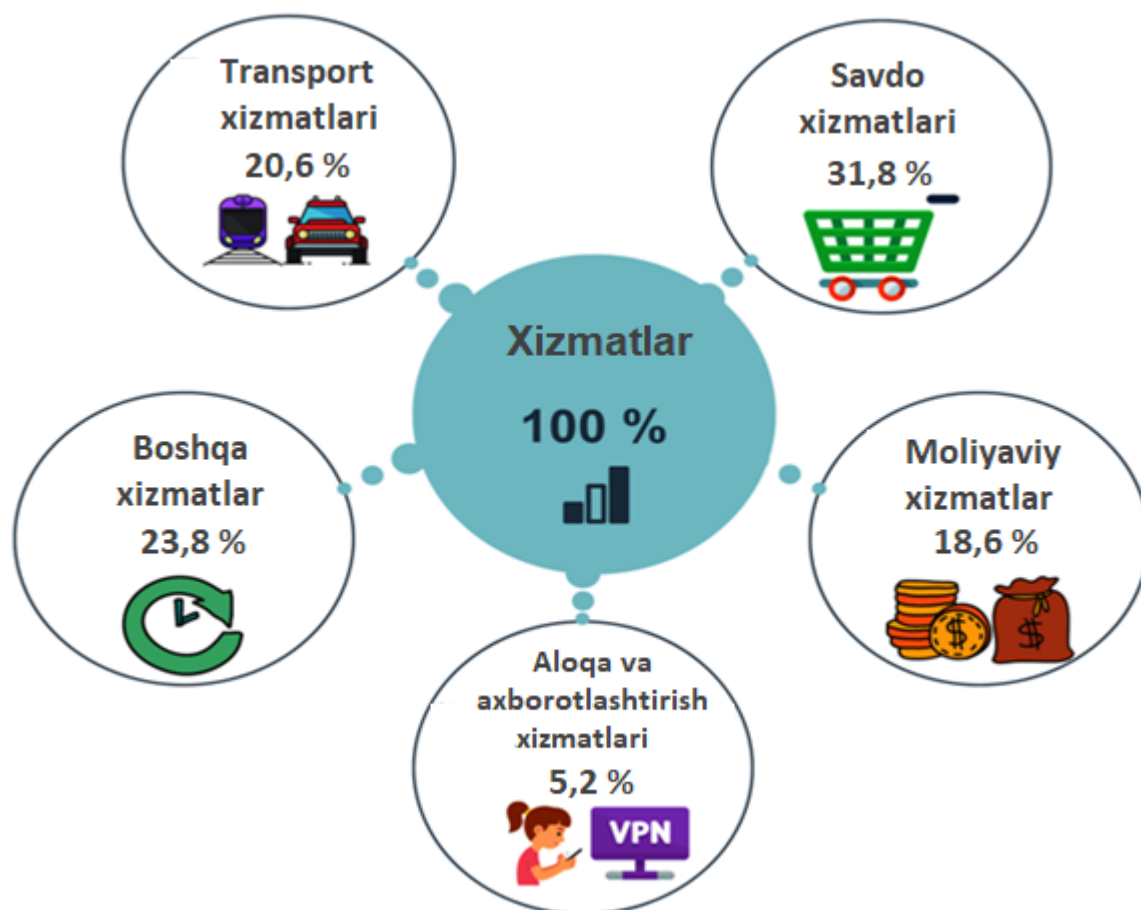 Transport
xizmatlari
20,6 %
Savdo
xizmatlari
31,8 %
Xizmatlar
100 %
Boshqa
xizmatlar
23,8 %
Moliyaviy
xizmatlar
18,6 %
Aloqa va
axborotlashtirish
xizmatlari
5,2 %
VPN
$
$